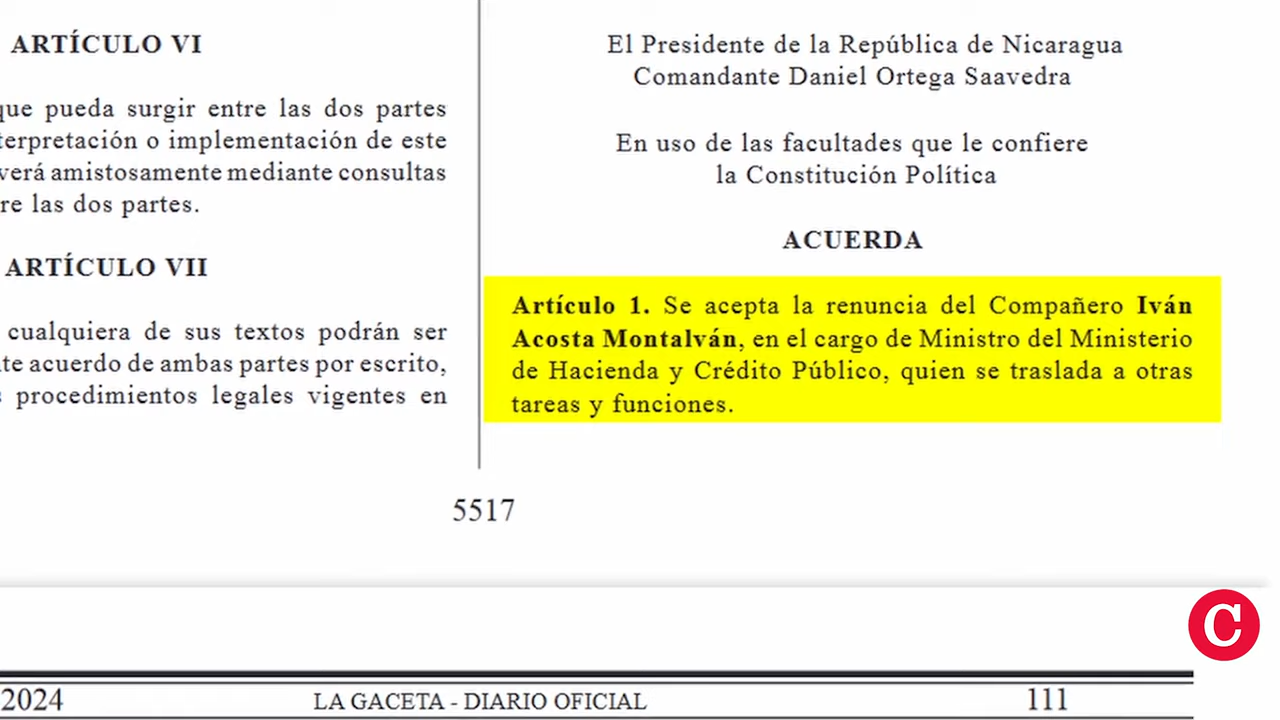 ARTÍCULO VI
que pueda surgir entre las dos partes
terpretación o implementación de este
verá amistosamente mediante consultas
re las dos partes.
ARTÍCULO VII
cualquiera de sus textos podrán ser
te acuerdo de ambas partes por escrito,
s procedimientos legales vigentes en
El Presidente de la República de Nicaragua
Comandante Daniel Ortega Saavedra
En uso de las facultades que le confiere
la Constitución Política
ACUERDA
Artículo 1. Se acepta la renuncia del Compañero Iván
Acosta Montalván, en el cargo de Ministro del Ministerio
de Hacienda y Crédito Público, quien se traslada a otras
tareas y funciones.
5517
C
2024 LA GACETA - DIARIO OFICIAL 111